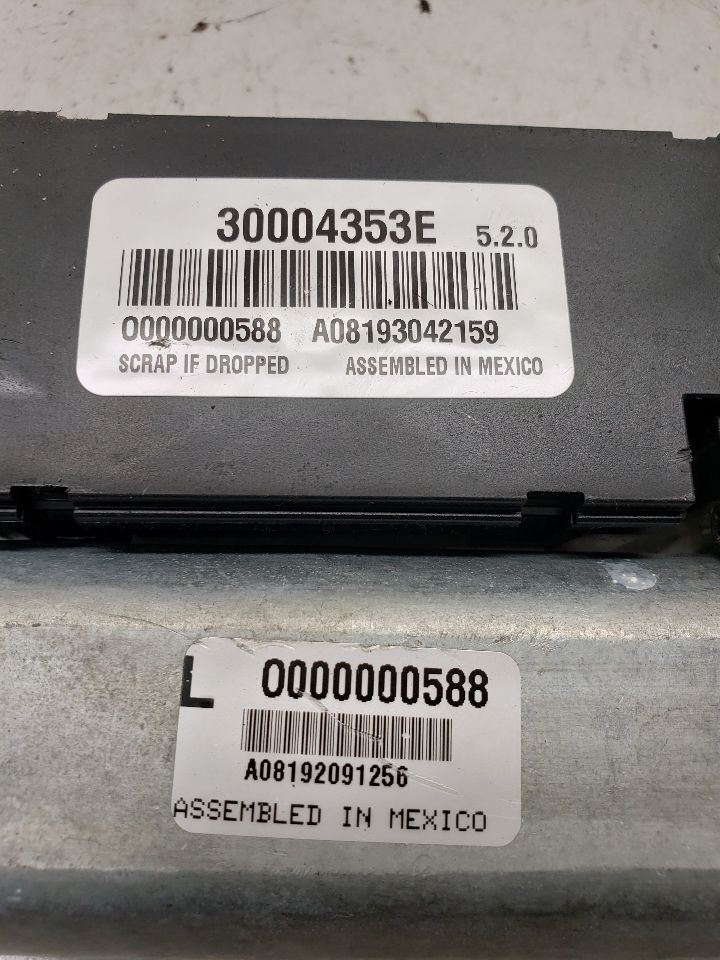 30004353E 5.2.0
0000000588 A08193042159
SCRAP IF DROPPED ASSEMBLED IN MEXICO
L 0000000588
A08192091256
ASSEMBLED IN MEXICO